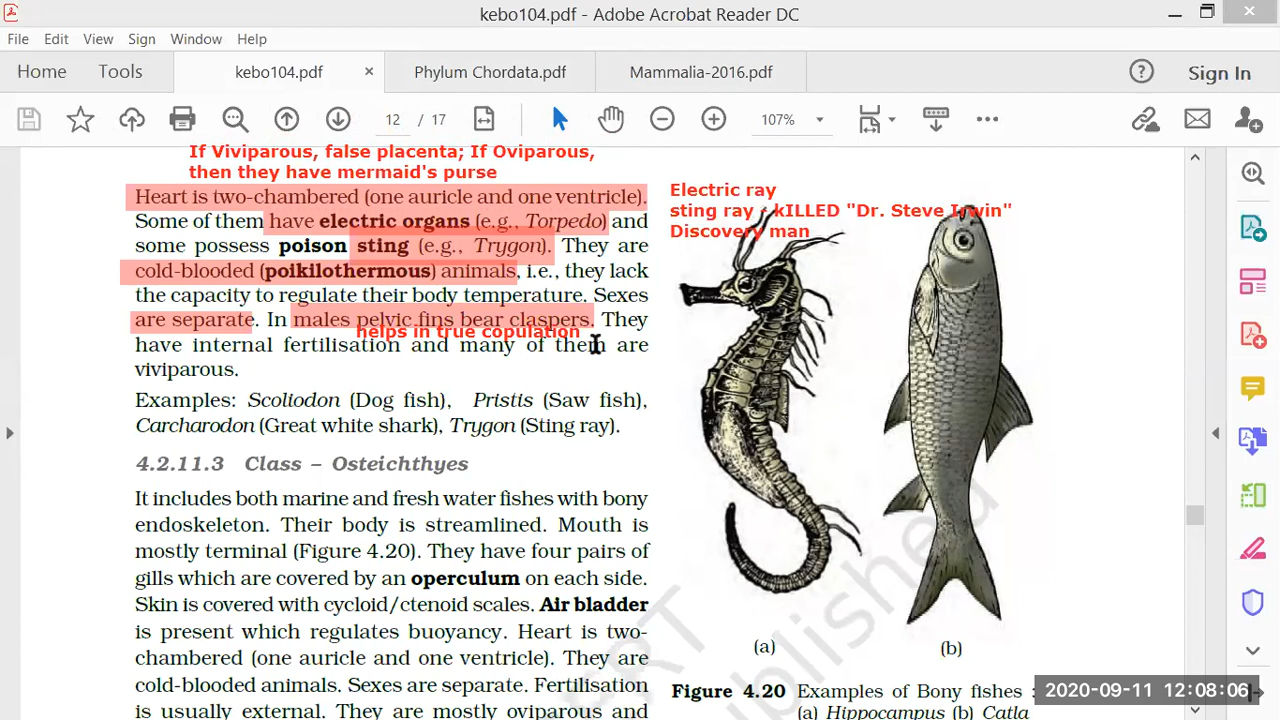 kebo104.pdf - Adobe Acrobat Reader DC
File Edit View Sign Window Help
Home Tools kebo104.pdf × Phylum Chordata.pdf Mammalia-2016.pdf Sign In
12 / 17 107%
If Viviparous, false placenta; If Oviparous,
then they have mermaid's purse
Heart is two-chambered (one auricle and one ventricle).
Some of them have electric organs (e.g., Torpedo) and
some possess poison sting (e.g., Trygon). They are
cold-blooded (poikilothermous) animals, i.e., they lack
the capacity to regulate their body temperature. Sexes
are separate. In males pelvic fins bear claspers. They
helps in true copulation
have internal fertilisation and many of them are
viviparous.
Examples: Scoliodon (Dog fish), Pristis (Saw fish),
Carcharodon (Great white shark), Trygon (Sting ray).
4.2.11.3 Class – Osteichthyes
It includes both marine and fresh water fishes with bony
endoskeleton. Their body is streamlined. Mouth is
mostly terminal (Figure 4.20). They have four pairs of
gills which are covered by an operculum on each side.
Skin is covered with cycloid/ctenoid scales. Air bladder
is present which regulates buoyancy. Heart is two-
chambered (one auricle and one ventricle). They are
cold-blooded animals. Sexes are separate. Fertilisation
is usually external. They are mostly oviparous and
Electric ray
sting ray - kILLED "Dr. Steve Irwin"
Discovery man
(a) (b)
Figure 4.20 Examples of Bony fishes :
(a) Hippocampus (b) Catla
2020-09-11 12:08:06